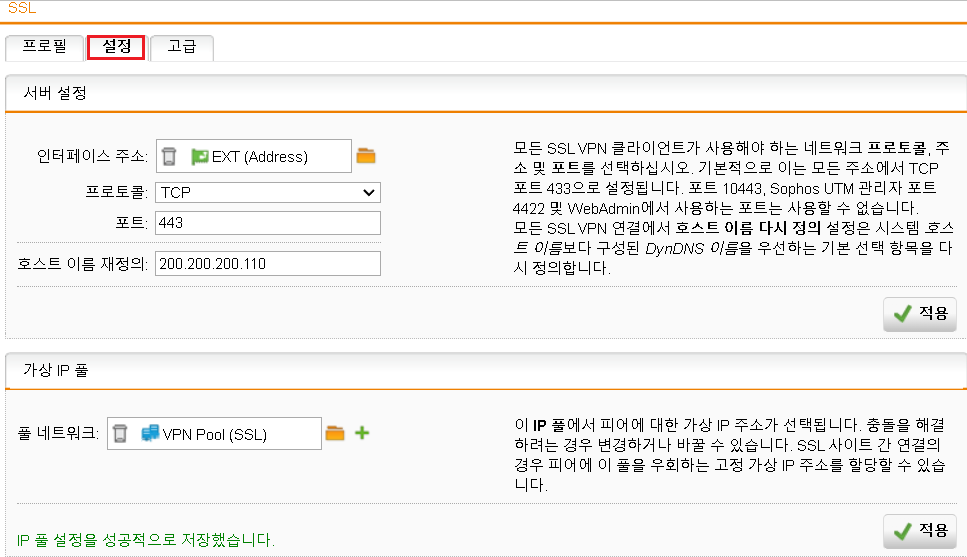 SSL
프로필
설정
고급
서버 설정
인터페이스 주소: EXT (Address)
프로토콜: TCP
포트: 443
호스트 이름 재정의: 200.200.200.110
모든 SSL VPN 클라이언트가 사용해야 하는 네트워크 프로토콜, 주
소 및 포트를 선택하십시오. 기본적으로 이는 모든 주소에서 TCP
포트 433으로 설정됩니다. 포트 10443, Sophos UTM 관리자 포트
4422 및 WebAdmin에서 사용하는 포트는 사용할 수 없습니다.
모든 SSL VPN 연결에서 호스트 이름 다시 정의 설정은 시스템 호스
트 이름보다 구성된 DynDNS 이름을 우선하는 기본 선택 항목을 다
시 정의합니다.
적용
가상 IP 풀
풀 네트워크: VPN Pool (SSL)
이 IP 풀에서 피어에 대한 가상 IP 주소가 선택됩니다. 충돌을 해결
하려는 경우 변경하거나 바꿀 수 있습니다. SSL 사이트 간 연결의
경우 피어에 이 풀을 우회하는 고정 가상 IP 주소를 할당할 수 있습
니다.
IP 풀 설정을 성공적으로 저장했습니다.
적용